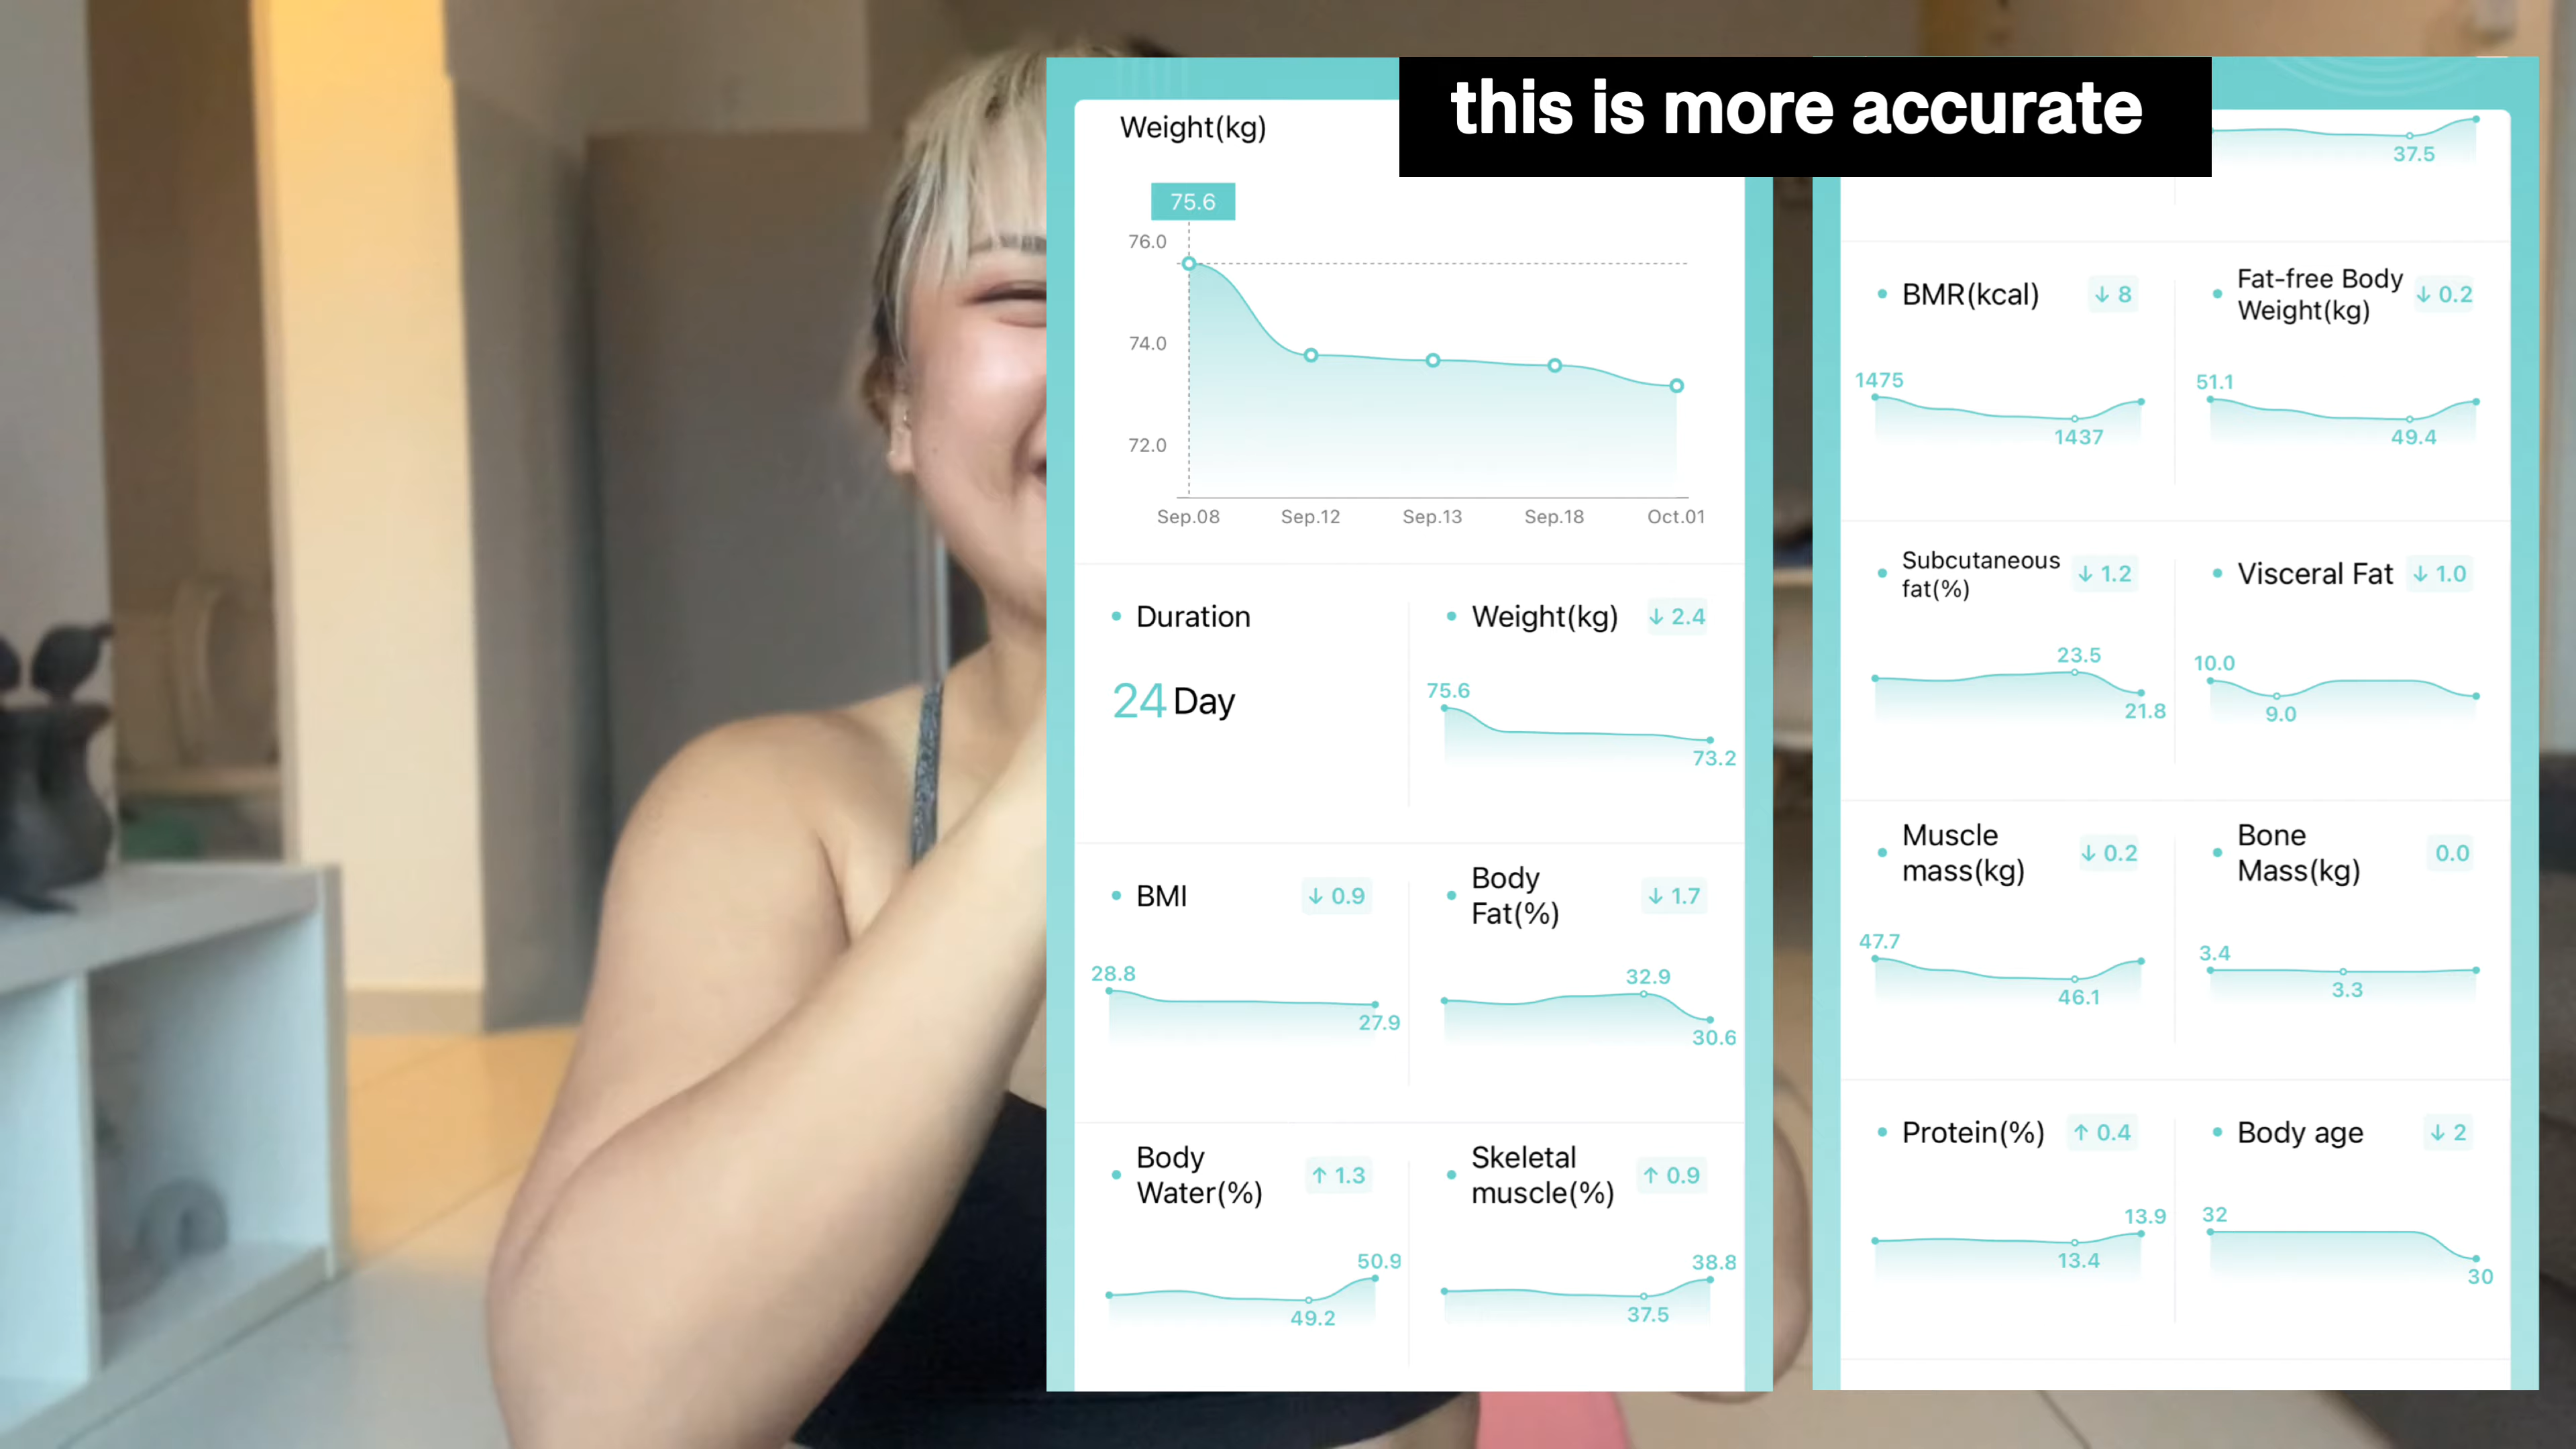 this is more accurate
Weight(kg)
75.6
76.0
74.0
72.0
Sep.08 Sep.12 Sep.13 Sep.18 Oct.01
Duration
24 Day
Weight(kg) ↓ 2.4
75.6
73.2
BMI ↓ 0.9
28.8
27.9
Body
Fat(%) ↓ 1.7
32.9
30.6
Body
Water(%) ↑ 1.3
50.9
49.2
Skeletal
muscle(%) ↑ 0.9
38.8
37.5
37.5
BMR(kcal) ↓ 8
1475
1437
Fat-free Body
Weight(kg) ↓ 0.2
51.1
49.4
Subcutaneous
fat(%) ↓ 1.2
23.5
21.8
Visceral Fat ↓ 1.0
10.0
9.0
Muscle
mass(kg) ↓ 0.2
47.7
46.1
Bone
Mass(kg) 0.0
3.4
3.3
Protein(%) ↑ 0.4
13.9
13.4
Body age ↓ 2
32
30